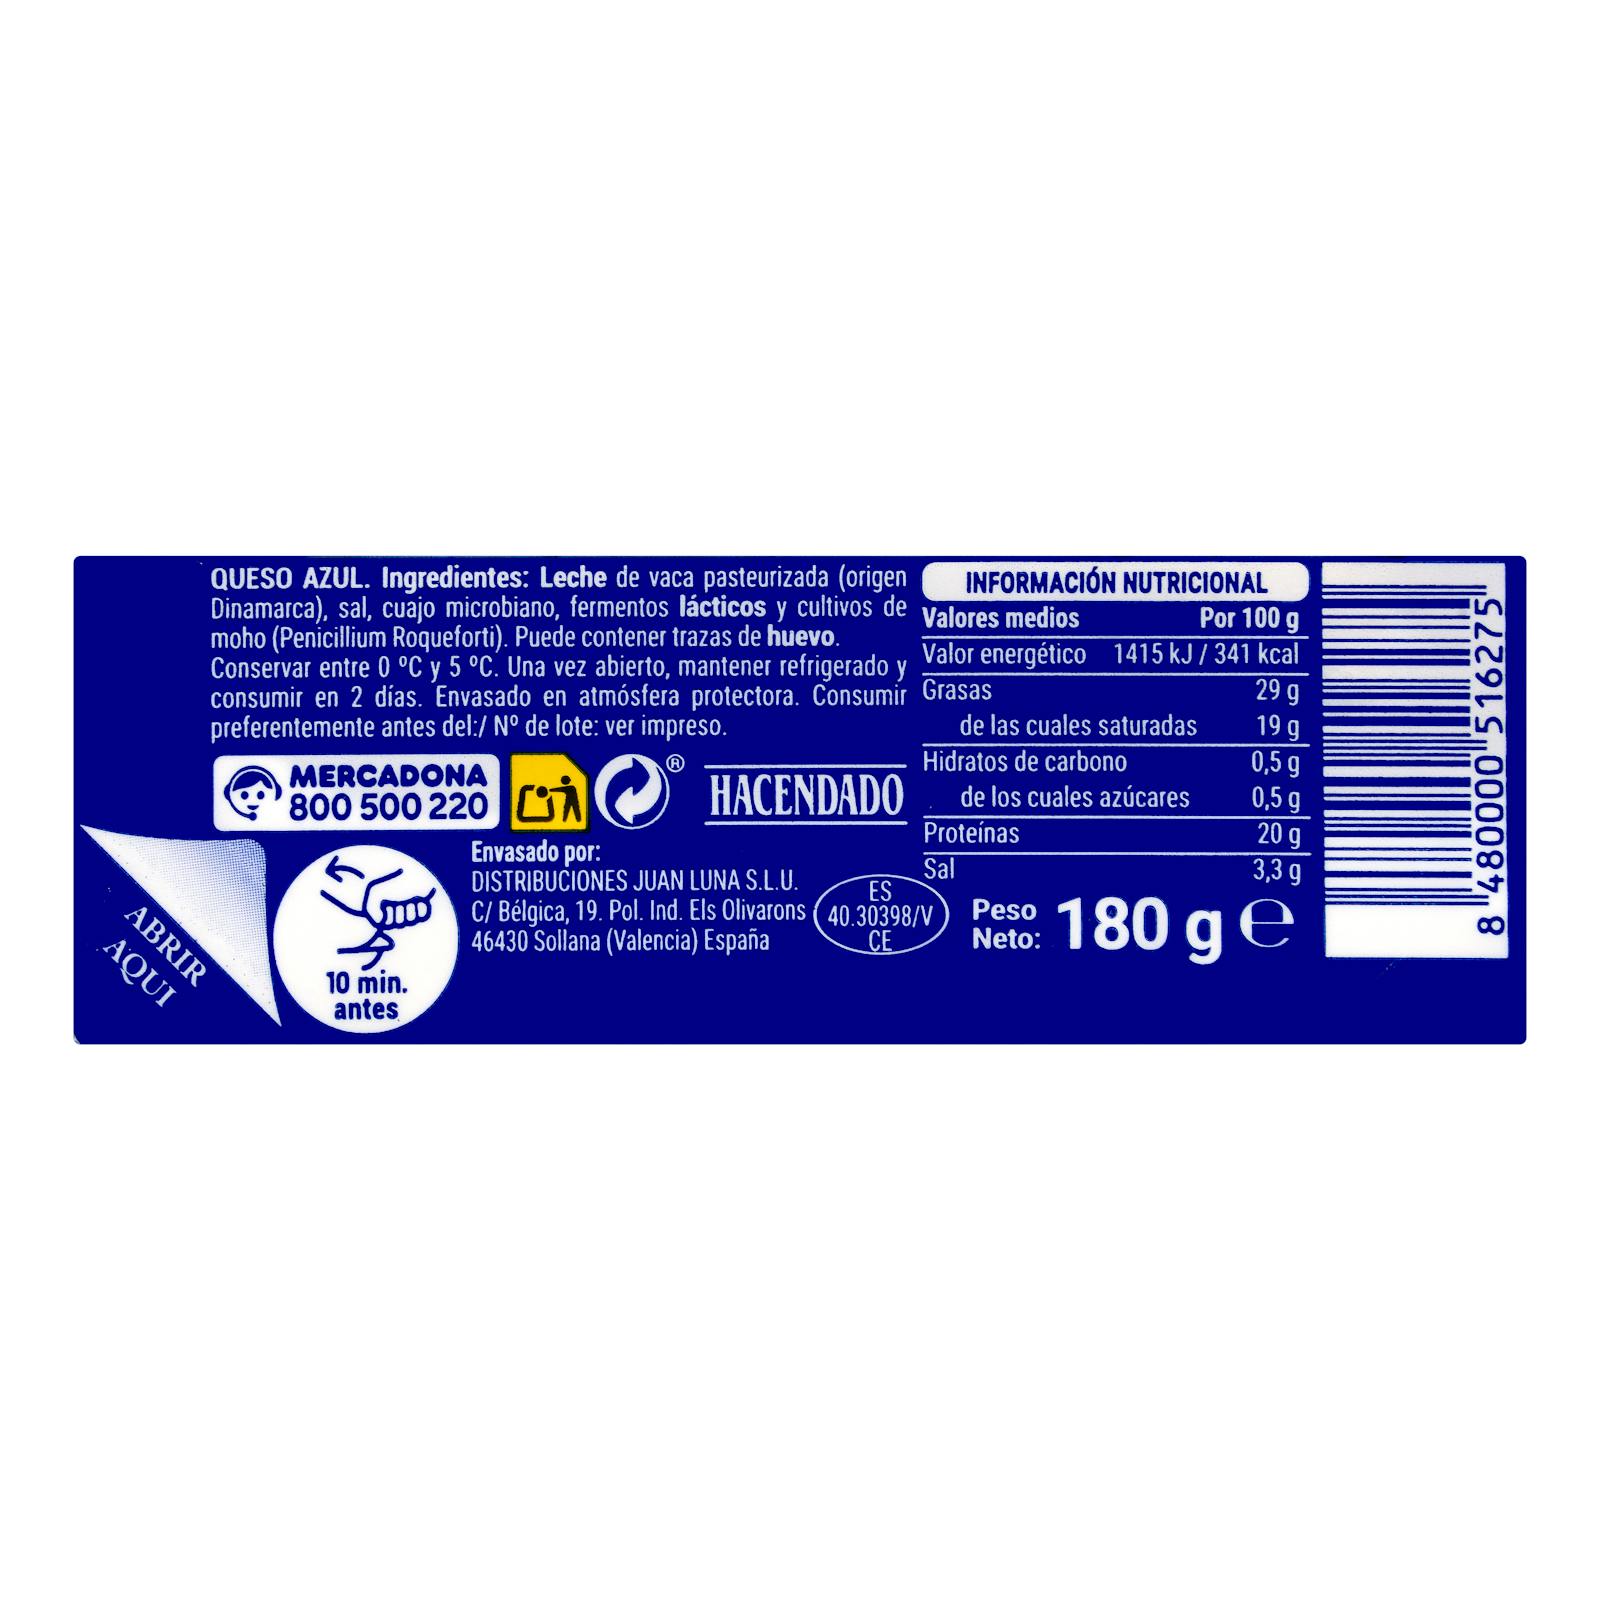 QUESO AZUL. Ingredientes: Leche de vaca pasteurizada (origen
Dinamarca), sal, cuajo microbiano, fermentos lácticos y cultivos de
moho (Penicillium Roqueforti). Puede contener trazas de huevo.
Conservar entre 0 ºC y 5 ºC. Una vez abierto, mantener refrigerado y
consumir en 2 días. Envasado en atmósfera protectora. Consumir
preferentemente antes del:/ Nº de lote: ver impreso.
MERCADONA
800 500 220
®
HACENDADO
ABRIR
AQUI
10 min.
antes
Envasado por:
DISTRIBUCIONES JUAN LUNA S.L.U.
C/ Bélgica, 19. Pol. Ind. Els Olivarons
46430 Sollana (Valencia) España
ES
40.30398/V
CE
INFORMACIÓN NUTRICIONAL
Valores medios Por 100 g
Valor energético 1415 kJ / 341 kcal
Grasas 29 g
de las cuales saturadas 19 g
Hidratos de carbono 0,5 g
de los cuales azúcares 0,5 g
Proteínas 20 g
Sal 3,3 g
Peso
Neto: 180 g ℮
8 480000 516275